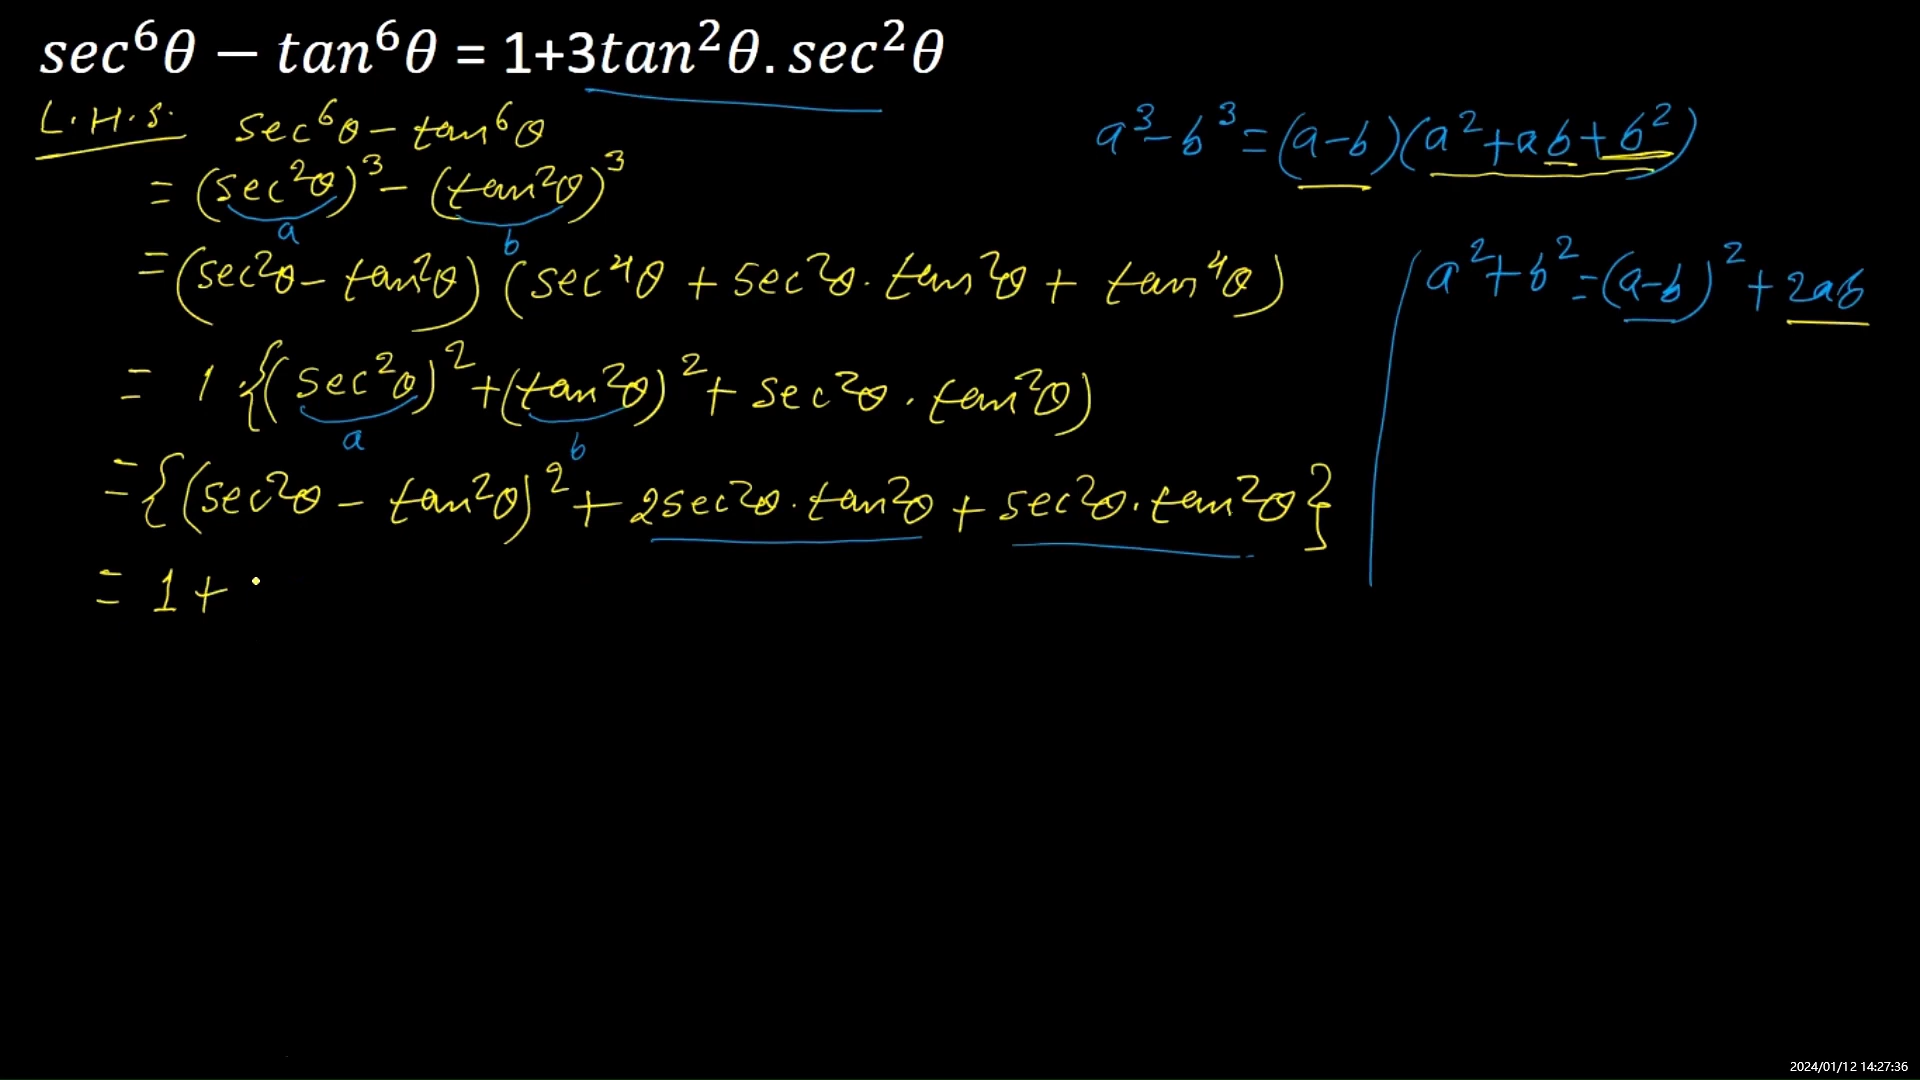 sec⁶θ − tan⁶θ = 1+3tan²θ.sec²θ
L.H.S. sec⁶θ − tan⁶θ
= (sec²θ)³ − (tan²θ)³
a b
= (sec²θ − tan²θ) (sec⁴θ + sec²θ. tan²θ + tan⁴θ)
= 1 {(sec²θ)² + (tan²θ)² + sec²θ . tan²θ)
a b
= {(sec²θ − tan²θ)² + 2sec²θ . tan²θ + sec²θ . tan²θ}
= 1 +
a³ − b³ = (a−b)(a² + ab + b²)
a² + b² = (a−b)² + 2ab
2024/01/12 14:27:36